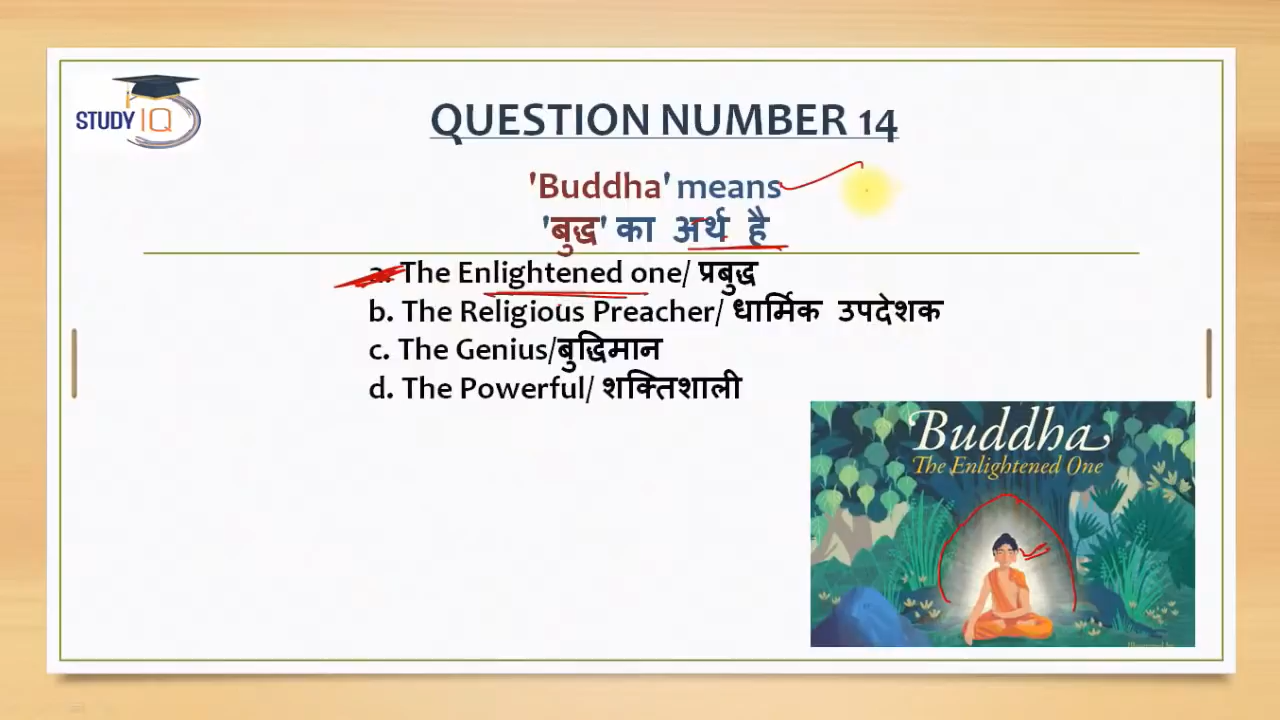 STUDY IQ
QUESTION NUMBER 14
'Buddha' means
'बुद्ध' का अर्थ है
a. The Enlightened one/ प्रबुद्ध
b. The Religious Preacher/ धार्मिक उपदेशक
c. The Genius/बुद्धिमान
d. The Powerful/ शक्तिशाली
Buddha
The Enlightened One